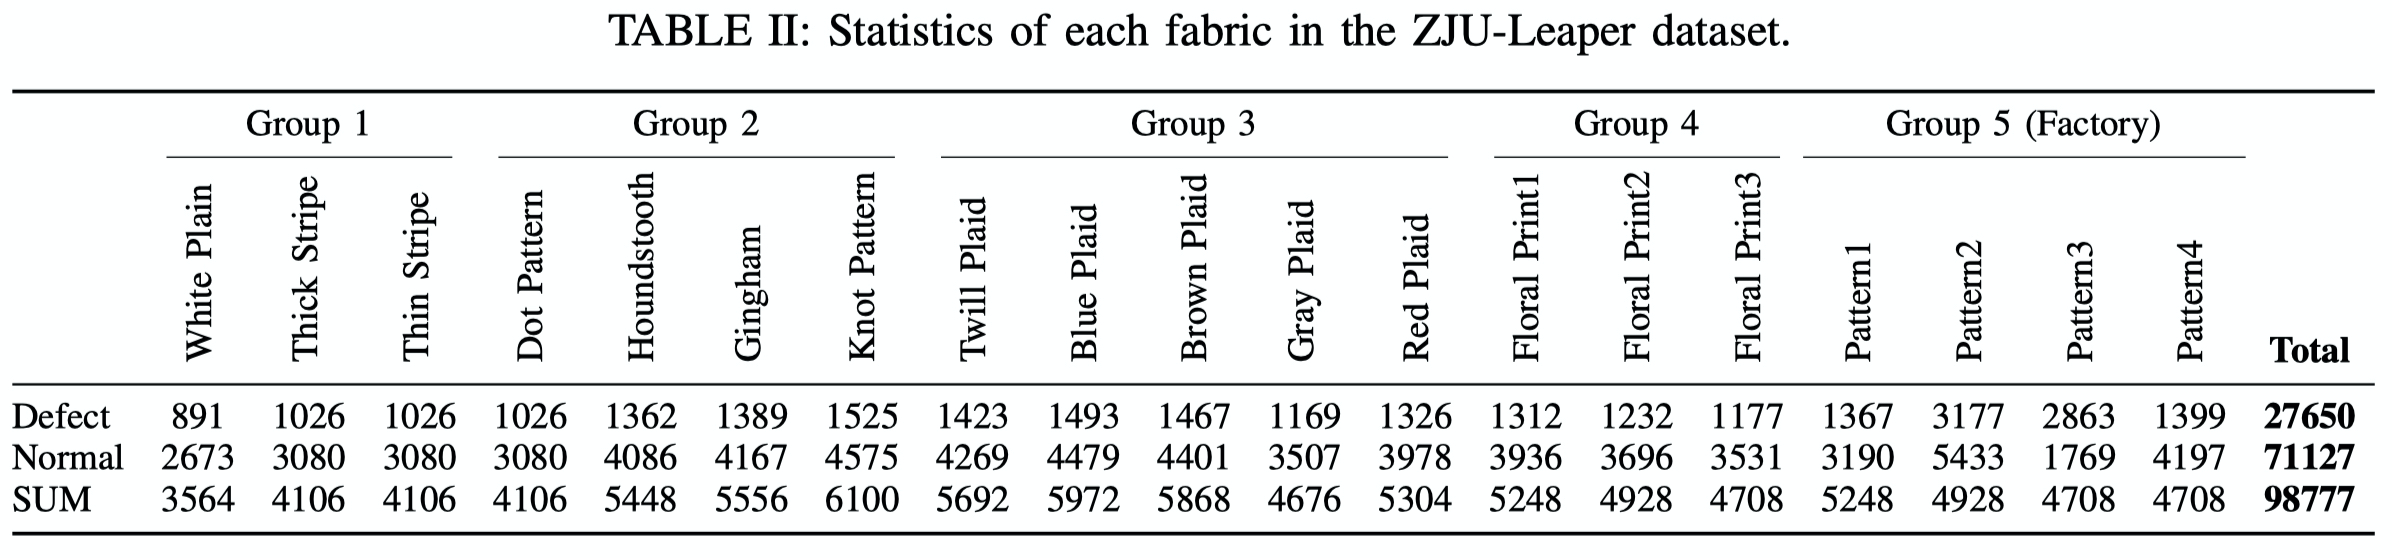 TABLE II: Statistics of each fabric in the ZJU-Leaper dataset.
Group 1 Group 2 Group 3 Group 4 Group 5 (Factory)
White Plain Thick Stripe Thin Stripe Dot Pattern Houndstooth Gingham Knot Pattern Twill Plaid Blue Plaid Brown Plaid Gray Plaid Red Plaid Floral Print1 Floral Print2 Floral Print3 Pattern1 Pattern2 Pattern3 Pattern4 Total
Defect 891 1026 1026 1026 1362 1389 1525 1423 1493 1467 1169 1326 1312 1232 1177 1367 3177 2863 1399 27650
Normal 2673 3080 3080 3080 4086 4167 4575 4269 4479 4401 3507 3978 3936 3696 3531 3190 5433 1769 4197 71127
SUM 3564 4106 4106 4106 5448 5556 6100 5692 5972 5868 4676 5304 5248 4928 4708 5248 4928 4708 4708 98777